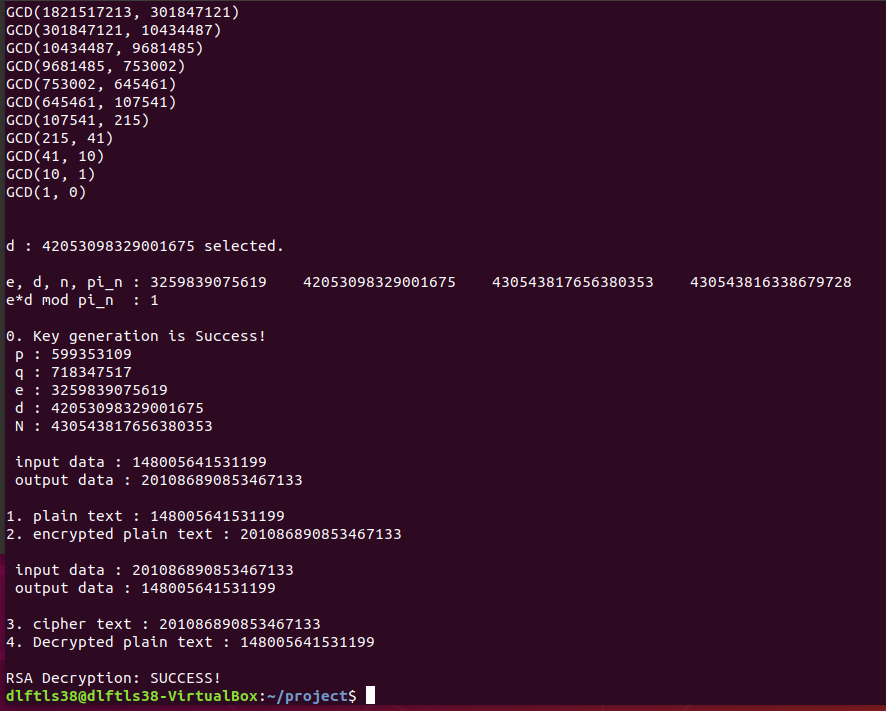 GCD(1821517213, 301847121)
GCD(301847121, 10434487)
GCD(10434487, 9681485)
GCD(9681485, 753002)
GCD(753002, 645461)
GCD(645461, 107541)
GCD(107541, 215)
GCD(215, 41)
GCD(41, 10)
GCD(10, 1)
GCD(1, 0)
d : 42053098329001675 selected.
e, d, n, pi_n : 3259839075619    42053098329001675    430543817656380353    430543816338679728
e*d mod pi_n  : 1
0. Key generation is Success!
p : 599353109
q : 718347517
e : 3259839075619
d : 42053098329001675
N : 430543817656380353
input data : 148005641531199
output data : 201086890853467133
1. plain text : 148005641531199
2. encrypted plain text : 201086890853467133
input data : 201086890853467133
output data : 148005641531199
3. cipher text : 201086890853467133
4. Decrypted plain text : 148005641531199
RSA Decryption: SUCCESS!
dlftls38@dlftls38-VirtualBox:~/project$